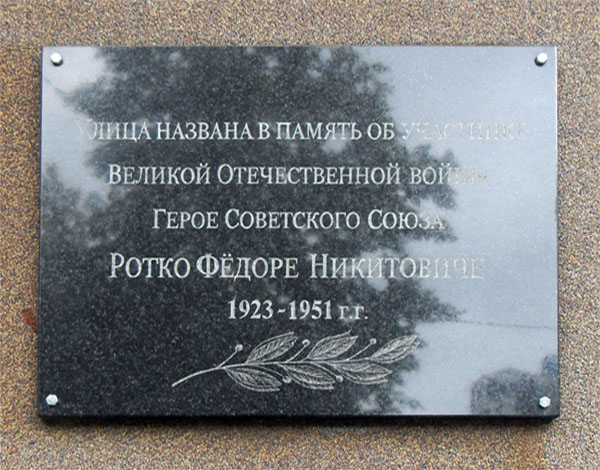 УЛИЦА НАЗВАНА В ПАМЯТЬ ОБ УЧАСТНИКЕ
ВЕЛИКОЙ ОТЕЧЕСТВЕННОЙ ВОЙНЫ
ГЕРОЕ СОВЕТСКОГО СОЮЗА
РОТКО ФЁДОРЕ НИКИТОВИЧЕ
1923-1951 г.г.